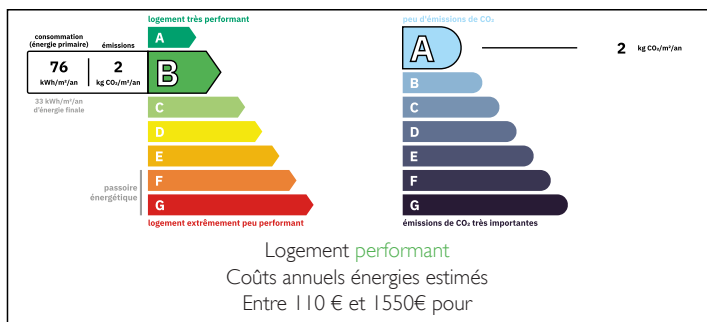 logement très performant
consommation
(énergie primaire)
émissions
76
kWh/m²/an
2
kg CO₂/m²/an
33 kWh/m²/an
d'énergie finale
A
B
C
D
E
F
G
passoire
énergétique
logement extrêmement peu performant
peu d'émissions de CO₂
A
2 kg CO₂/m²/an
B
C
D
E
F
G
émissions de CO₂ très importantes
Logement performant
Coûts annuels énergies estimés
Entre 110 € et 1550€ pour